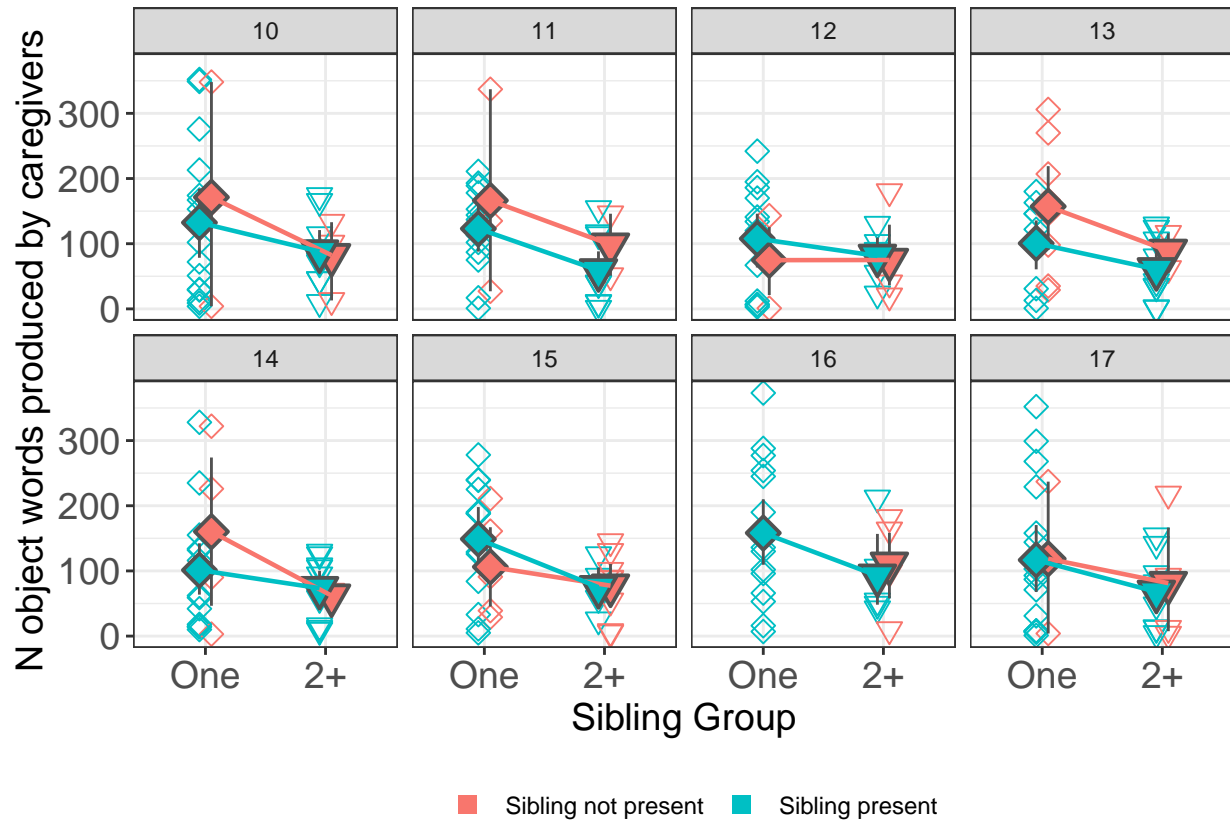 N object words produced by caregivers
10 11 12 13
300
200
100
0
14 15 16 17
300
200
100
0
One 2+ One 2+ One 2+ One 2+
Sibling Group
Sibling not present Sibling present